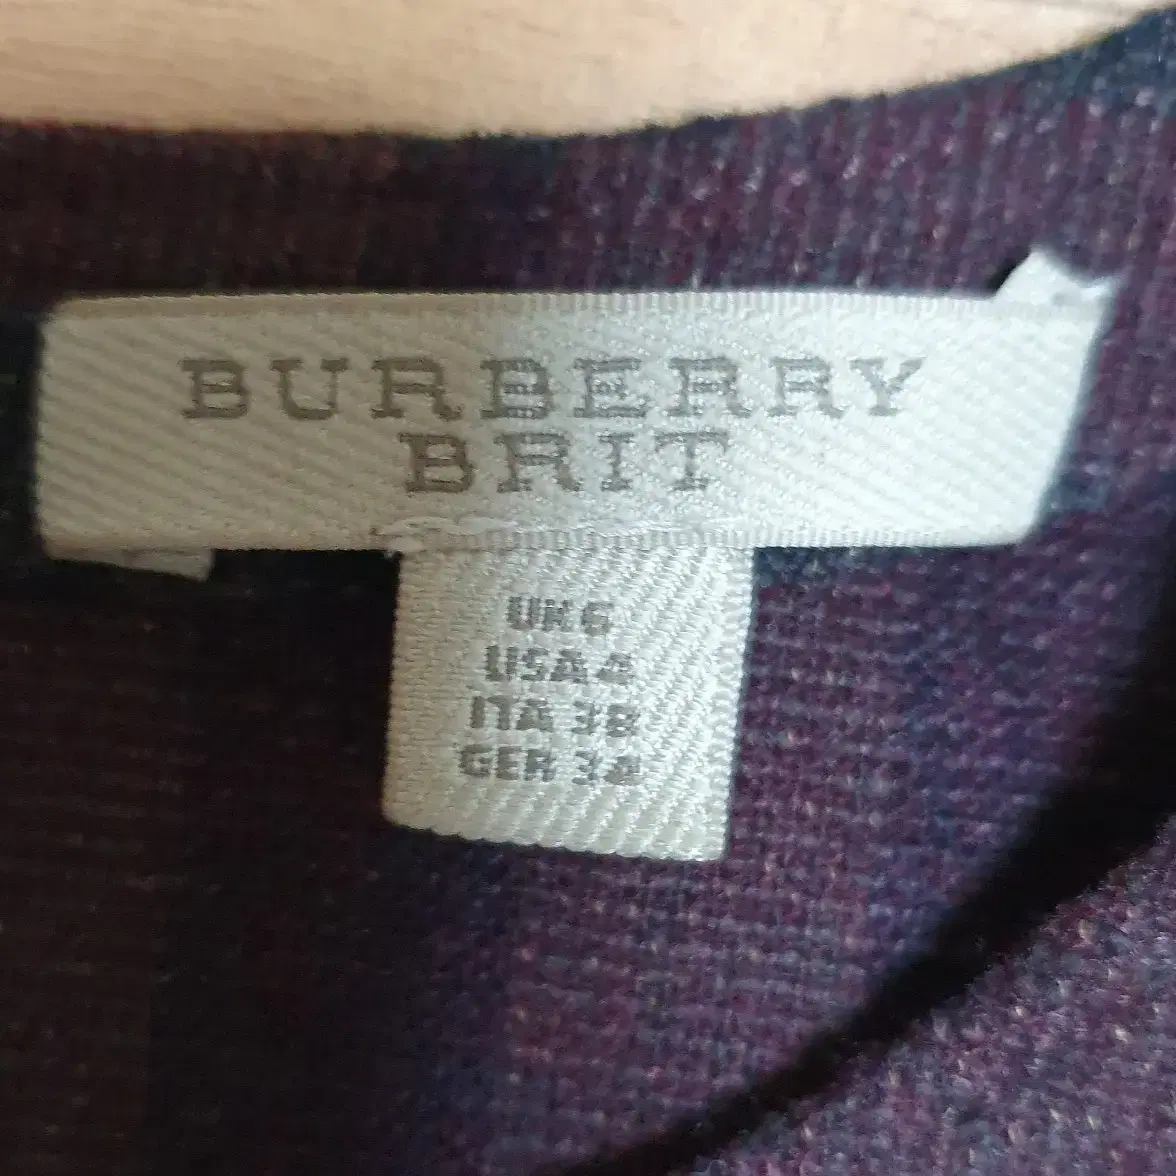 BURBERRY
BRIT
UK 6
USA 4
ITA 38
GER 34